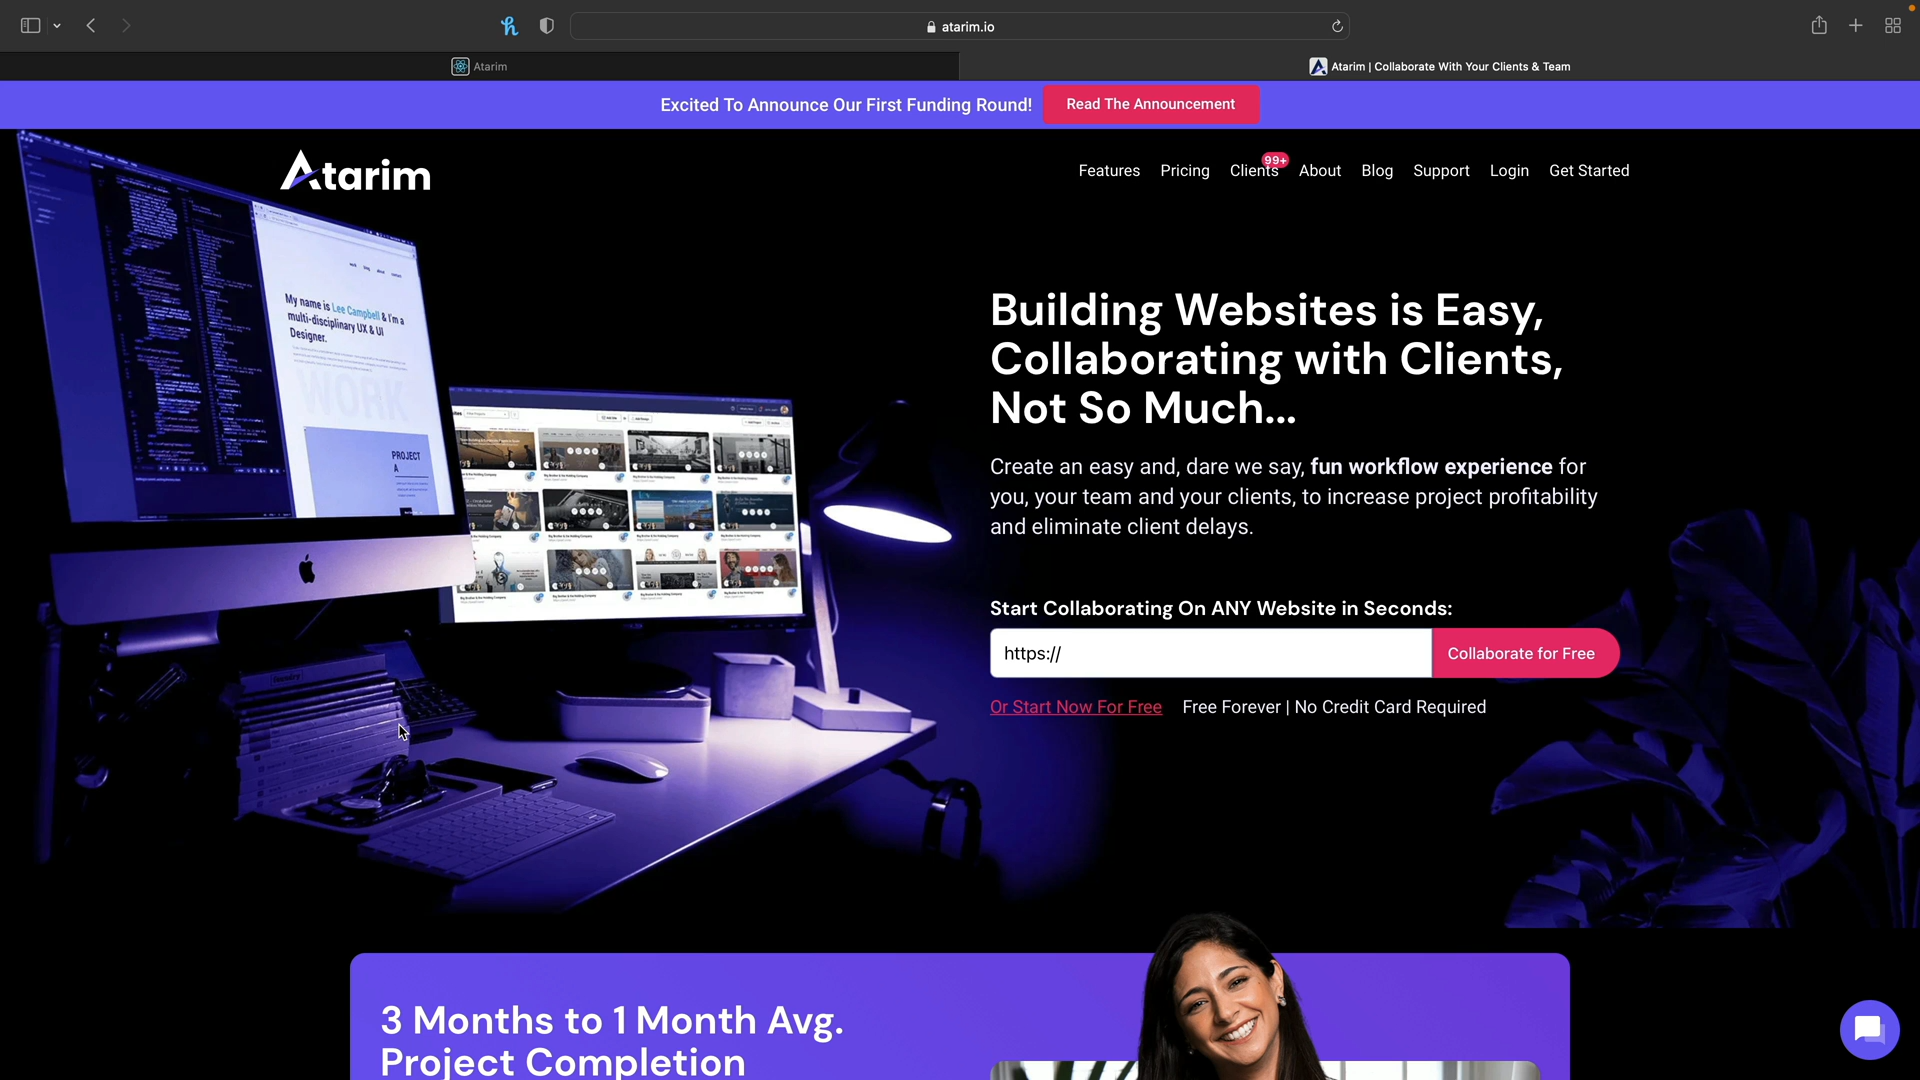 atarim.io
Atarim
Atarim | Collaborate With Your Clients & Team
Excited To Announce Our First Funding Round!
Read The Announcement
Atarim
Features
Pricing
Clients
99+
About
Blog
Support
Login
Get Started
My name is Lee Campbell & I'm a
multi-disciplinary UX & UI
Designer.
WORK
PROJECT
A
Building Websites is Easy,
Collaborating with Clients,
Not So Much...
Create an easy and, dare we say, fun workflow experience for
you, your team and your clients, to increase project profitability
and eliminate client delays.
Start Collaborating On ANY Website in Seconds:
https://
Collaborate for Free
Or Start Now For Free
Free Forever | No Credit Card Required
3 Months to 1 Month Avg.
Project Completion